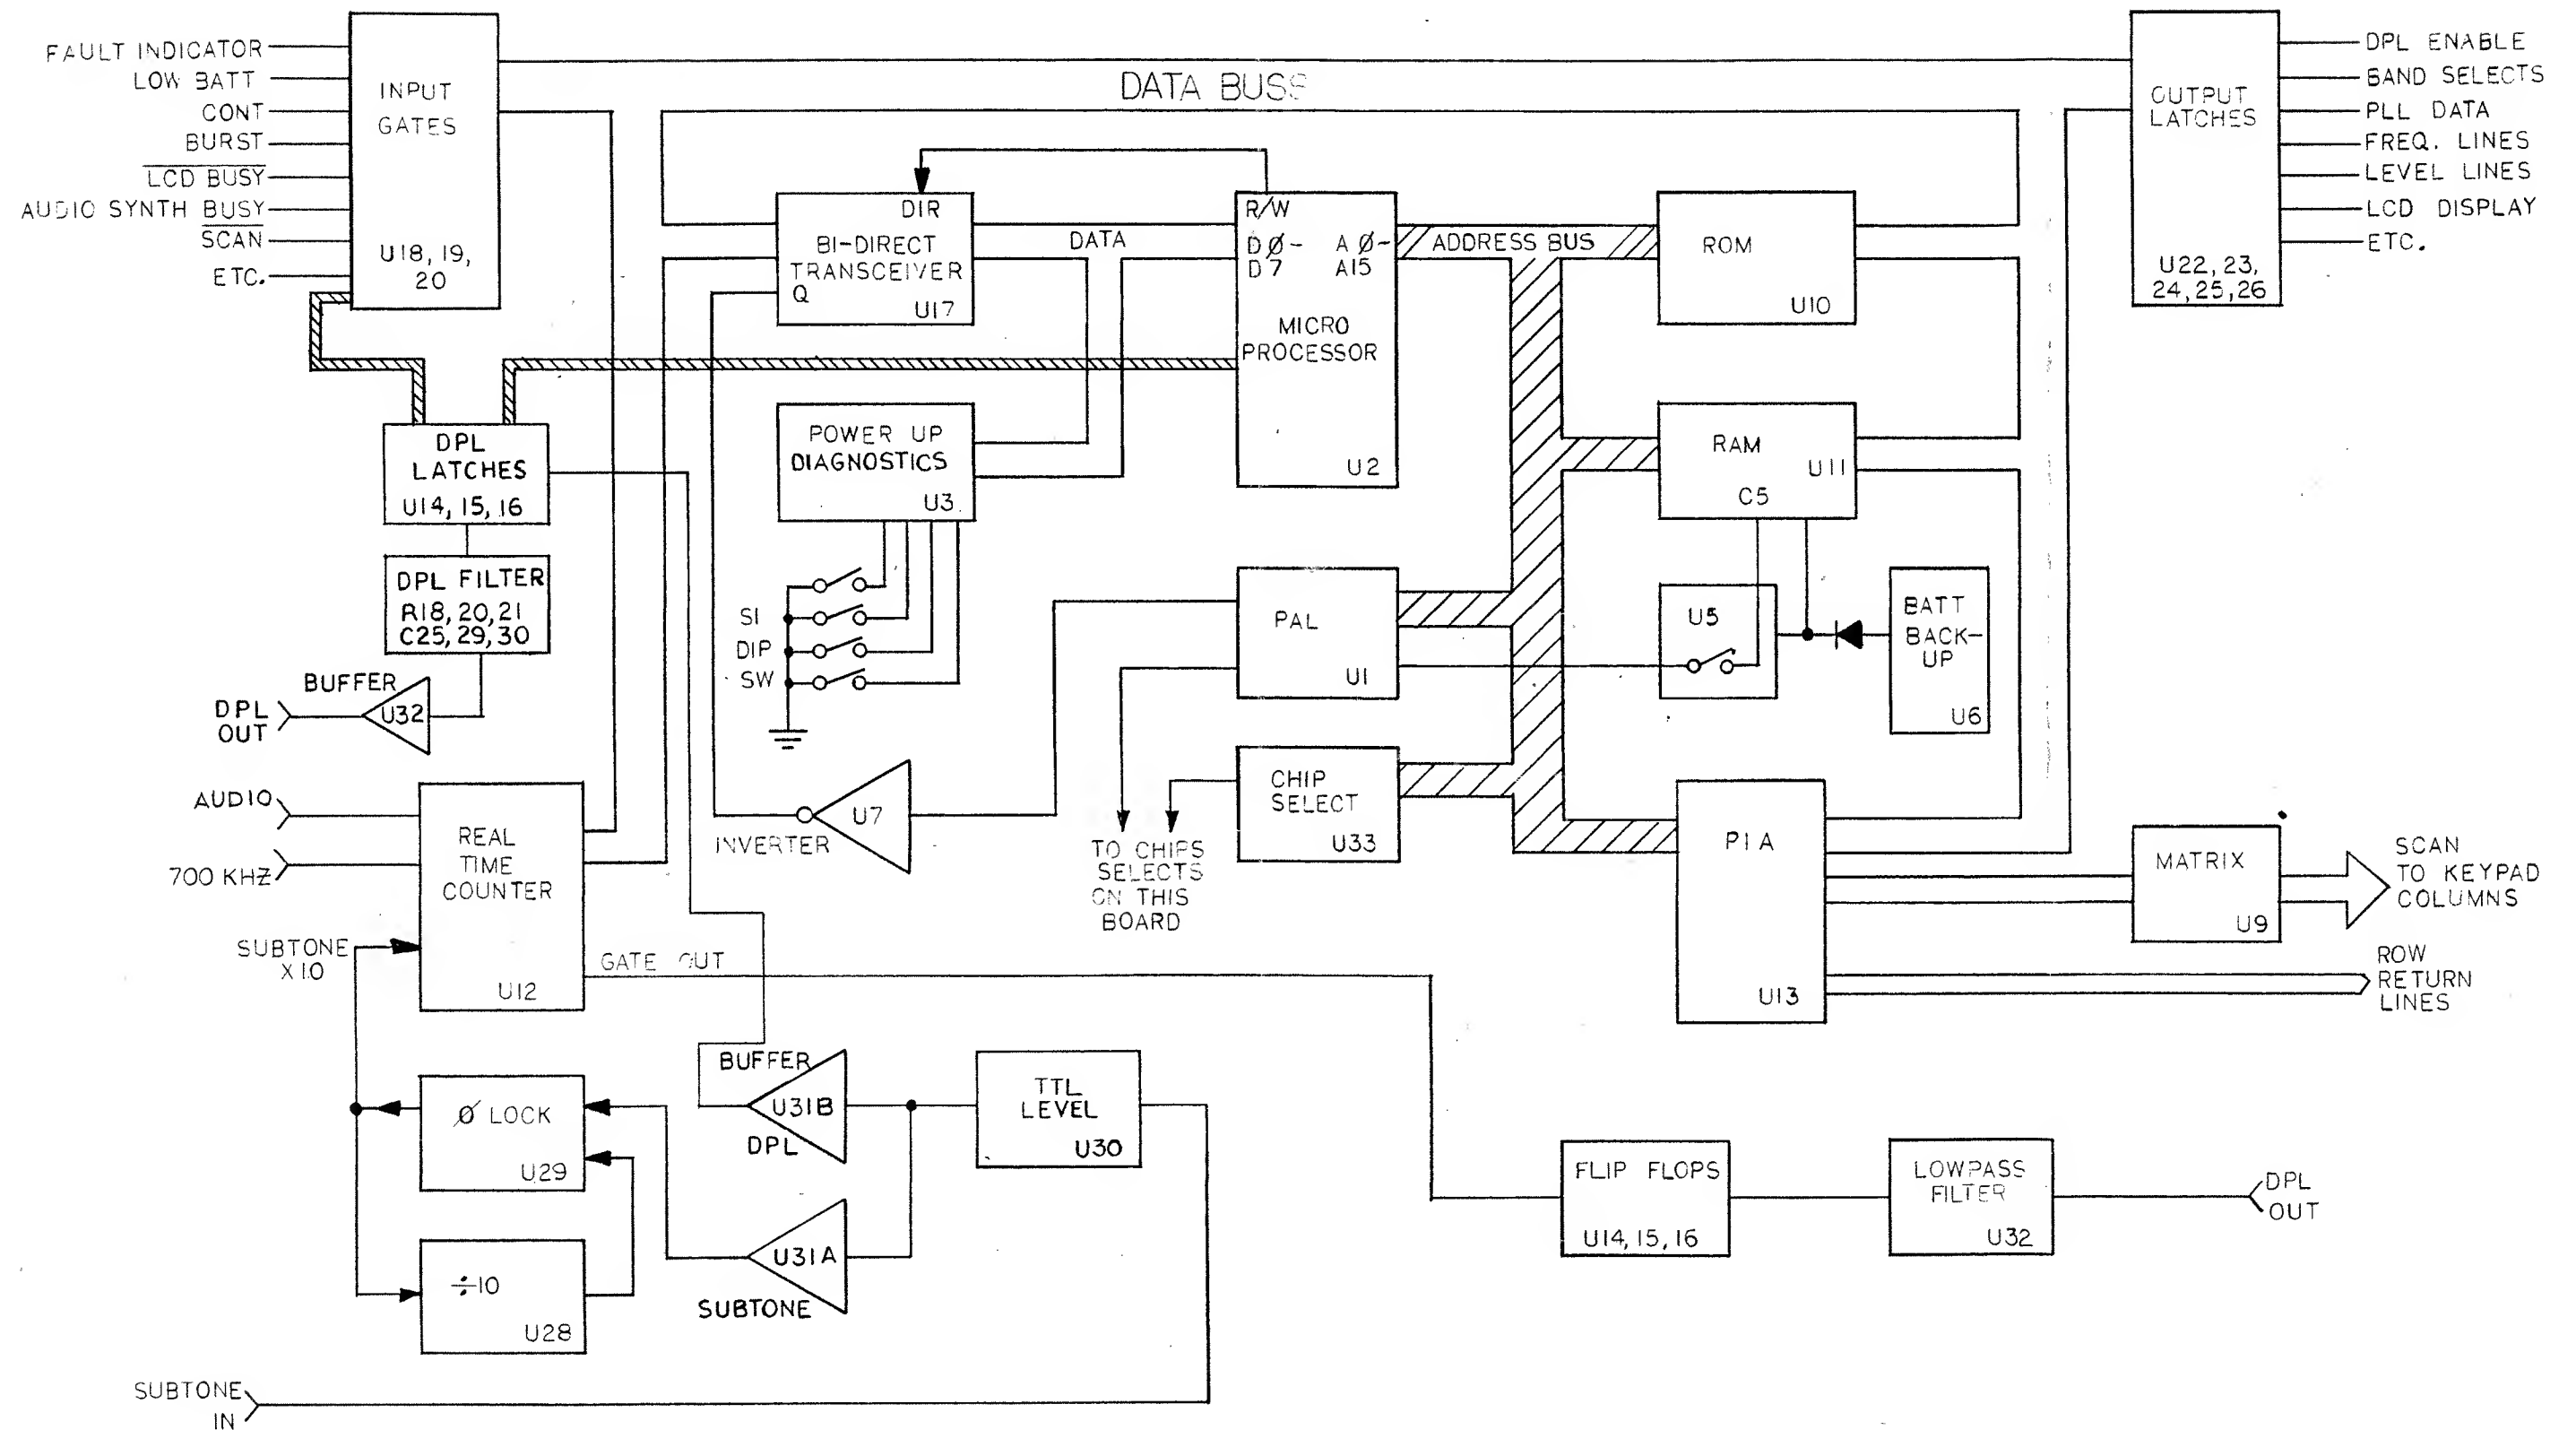 FAULT INDICATOR
LOW BATT
CONT
BURST
LCD BUSY
AUDIO SYNTH BUSY
SCAN
ETC.
INPUT
GATES
U18, 19,
20
DATA BUSS
OUTPUT
LATCHES
U22, 23,
24, 25, 26
DPL ENABLE
BAND SELECTS
PLL DATA
FREQ. LINES
LEVEL LINES
LCD DISPLAY
ETC.
DIR
BI-DIRECT
TRANSCEIVER
Q
U17
DATA
R/W
DØ-
D7
AØ-
A15
MICRO
PROCESSOR
U2
ADDRESS BUS
ROM
U10
RAM
U11
C5
DPL
LATCHES
U14, 15, 16
DPL FILTER
R18, 20, 21
C25, 29, 30
BUFFER
U32
DPL
OUT
POWER UP
DIAGNOSTICS
U3
S1
DIP
SW
PAL
U1
U5
BATT
BACK-
UP
U6
CHIP
SELECT
U33
TO CHIPS
SELECTS
ON THIS
BOARD
INVERTER
U7
PIA
U13
MATRIX
U9
SCAN
TO KEYPAD
COLUMNS
ROW
RETURN
LINES
AUDIO
700 KHZ
SUBTONE
X10
REAL
TIME
COUNTER
U12
GATE OUT
Ø LOCK
U29
÷10
U28
BUFFER
U31B
DPL
U31A
SUBTONE
TTL
LEVEL
U30
FLIP FLOPS
U14, 15, 16
LOWPASS
FILTER
U32
DPL
OUT
SUBTONE
IN